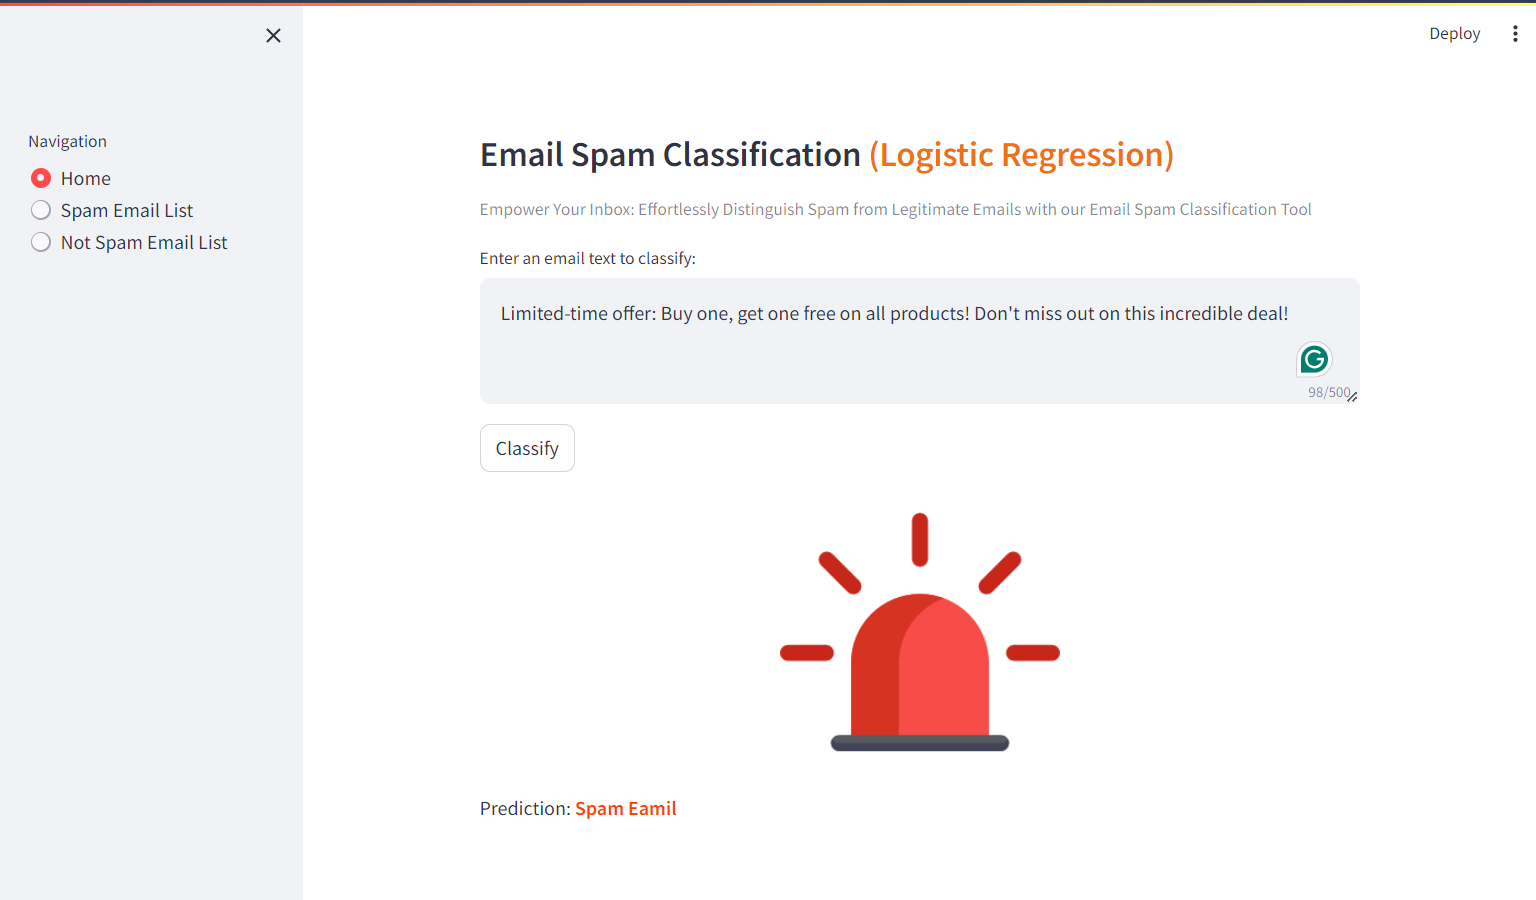 Deploy
Navigation
Home
Spam Email List
Not Spam Email List
Email Spam Classification (Logistic Regression)
Empower Your Inbox: Effortlessly Distinguish Spam from Legitimate Emails with our Email Spam Classification Tool
Enter an email text to classify:
Limited-time offer: Buy one, get one free on all products! Don't miss out on this incredible deal!
98/500
Classify
Prediction: Spam Eamil